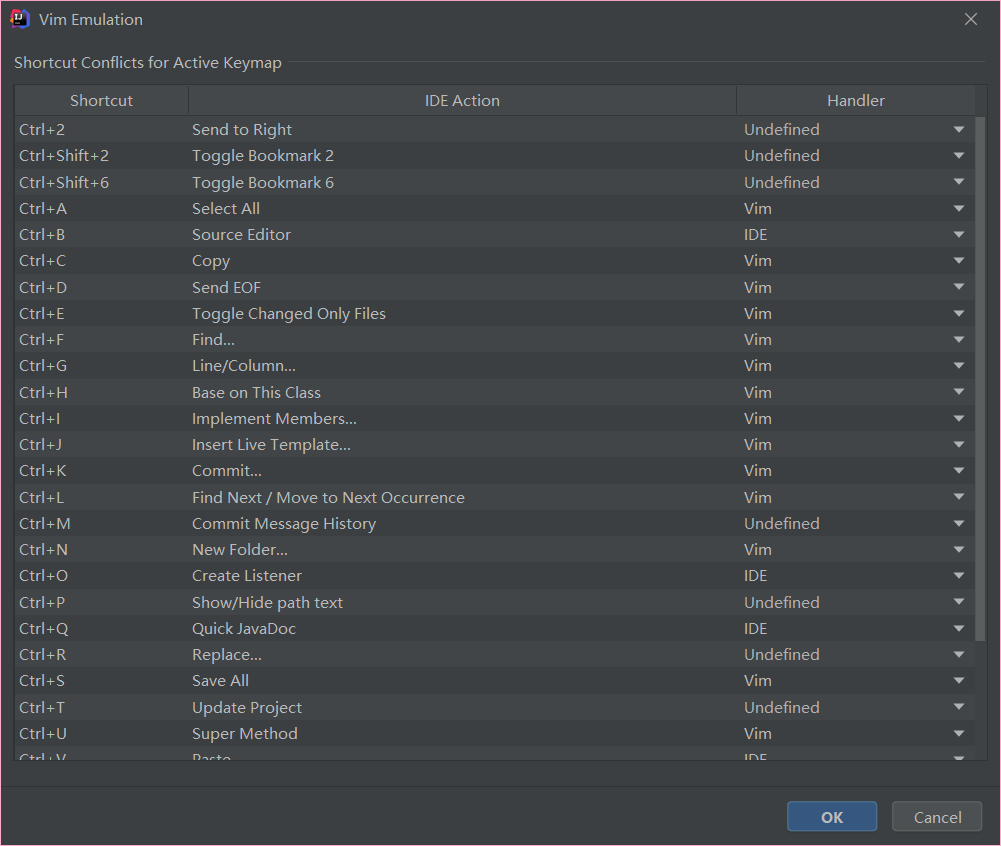 Vim Emulation
Shortcut Conflicts for Active Keymap
Shortcut IDE Action Handler
Ctrl+2 Send to Right Undefined
Ctrl+Shift+2 Toggle Bookmark 2 Undefined
Ctrl+Shift+6 Toggle Bookmark 6 Undefined
Ctrl+A Select All Vim
Ctrl+B Source Editor IDE
Ctrl+C Copy Vim
Ctrl+D Send EOF Vim
Ctrl+E Toggle Changed Only Files Vim
Ctrl+F Find... Vim
Ctrl+G Line/Column... Vim
Ctrl+H Base on This Class Vim
Ctrl+I Implement Members... Vim
Ctrl+J Insert Live Template... Vim
Ctrl+K Commit... Vim
Ctrl+L Find Next / Move to Next Occurrence Vim
Ctrl+M Commit Message History Undefined
Ctrl+N New Folder... Vim
Ctrl+O Create Listener IDE
Ctrl+P Show/Hide path text Undefined
Ctrl+Q Quick JavaDoc IDE
Ctrl+R Replace... Undefined
Ctrl+S Save All Vim
Ctrl+T Update Project Undefined
Ctrl+U Super Method Vim
Ctrl+V Paste IDE
OK Cancel